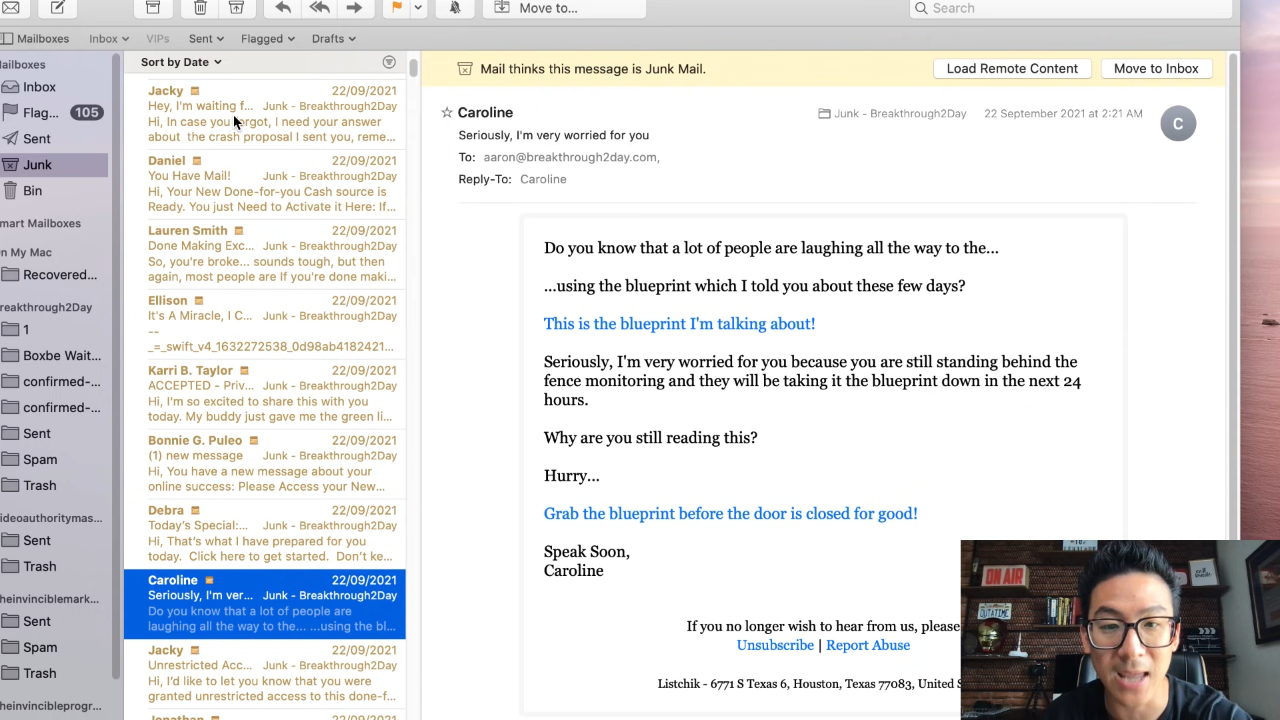 Move to...
Search
Mailboxes
Inbox
VIPs
Sent
Flagged
Drafts
ailboxes
Inbox
Flag... 105
Sent
Junk
Bin
mart Mailboxes
On My Mac
Recovered...
reakthrough2Day
1
Boxbe Wait...
confirmed-...
confirmed-...
Sent
Spam
Trash
ideoauthoritymas...
Sent
Trash
heinvinciblemark...
Sent
Spam
Trash
heinvincibleprogr...
Sort by Date
Jacky 22/09/2021
Hey, I'm waiting f... Junk - Breakthrough2Day
Hi, In case you forgot, I need your answer
about the crash proposal I sent you, reme...
Daniel 22/09/2021
You Have Mail! Junk - Breakthrough2Day
Hi, Your New Done-for-you Cash source is
Ready. You just Need to Activate it Here: If...
Lauren Smith 22/09/2021
Done Making Exc... Junk - Breakthrough2Day
So, you're broke... sounds tough, but then
again, most people are If you're done maki...
Ellison 22/09/2021
It's A Miracle, I C... Junk - Breakthrough2Day
--
_=_swift_v4_1632272538_0d98ab4182421...
Karri B. Taylor 22/09/2021
ACCEPTED - Priv... Junk - Breakthrough2Day
Hi, I'm so excited to share this with you
today. My buddy just gave me the green li...
Bonnie G. Puleo 22/09/2021
(1) new message Junk - Breakthrough2Day
Hi, You have a new message about your
online success: Please Access your New...
Debra 22/09/2021
Today's Special:... Junk - Breakthrough2Day
Hi, That's what I have prepared for you
today. Click here to get started. Don't ke...
Caroline 22/09/2021
Seriously, I'm ver... Junk - Breakthrough2Day
Do you know that a lot of people are
laughing all the way to the... ...using the bl...
Jacky 22/09/2021
Unrestricted Acc... Junk - Breakthrough2Day
Hi, I'd like to let you know that you were
granted unrestricted access to this done-f...
Jonathan 22/09/2021
Mail thinks this message is Junk Mail.
Load Remote Content
Move to Inbox
Caroline
Junk - Breakthrough2Day 22 September 2021 at 2:21 AM
C
Seriously, I'm very worried for you
To: aaron@breakthrough2day.com,
Reply-To: Caroline
Do you know that a lot of people are laughing all the way to the...
...using the blueprint which I told you about these few days?
This is the blueprint I'm talking about!
Seriously, I'm very worried for you because you are still standing behind the
fence monitoring and they will be taking it the blueprint down in the next 24
hours.
Why are you still reading this?
Hurry...
Grab the blueprint before the door is closed for good!
Speak Soon,
Caroline
If you no longer wish to hear from us, please
Unsubscribe | Report Abuse
Listchik - 6771 S Texas 6, Houston, Texas 77083, United S
ON AIR
OUTATIME